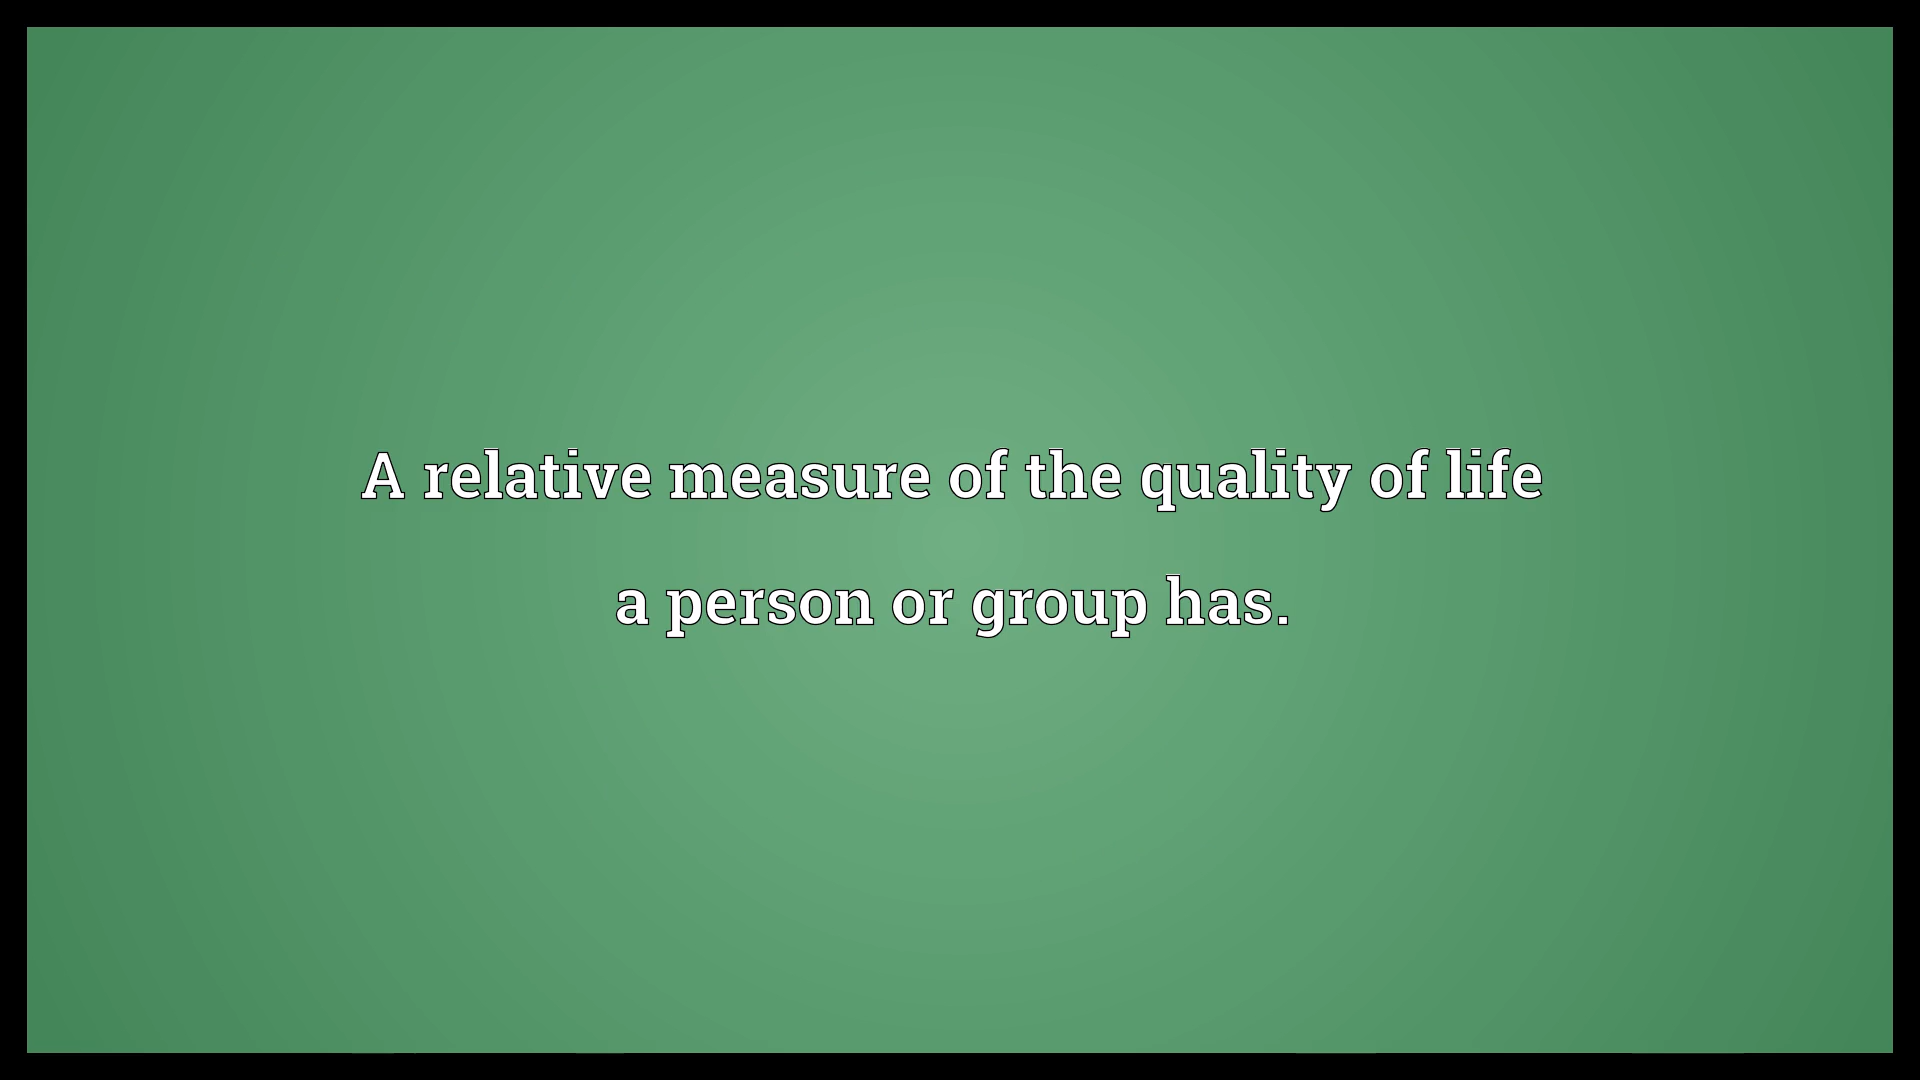 A relative measure of the quality of life
a person or group has.